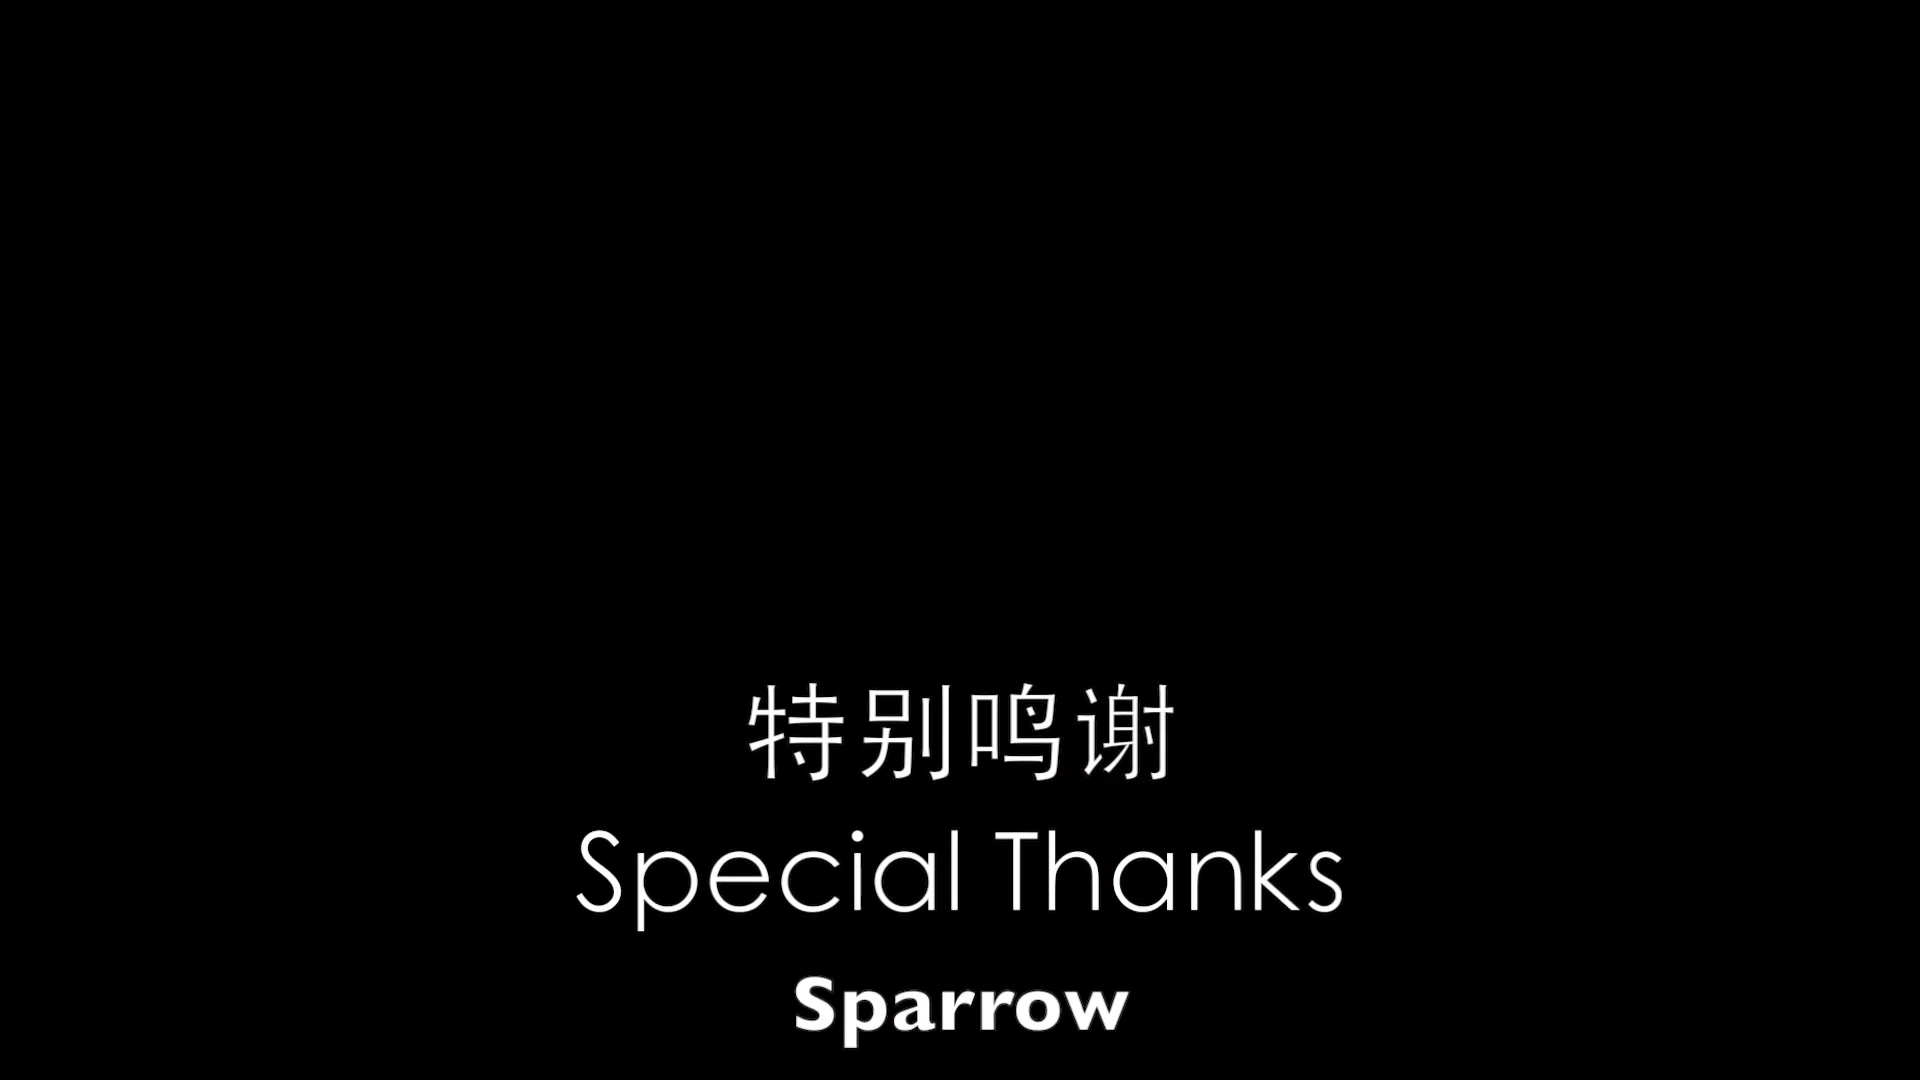 特别鸣谢
Special Thanks
Sparrow